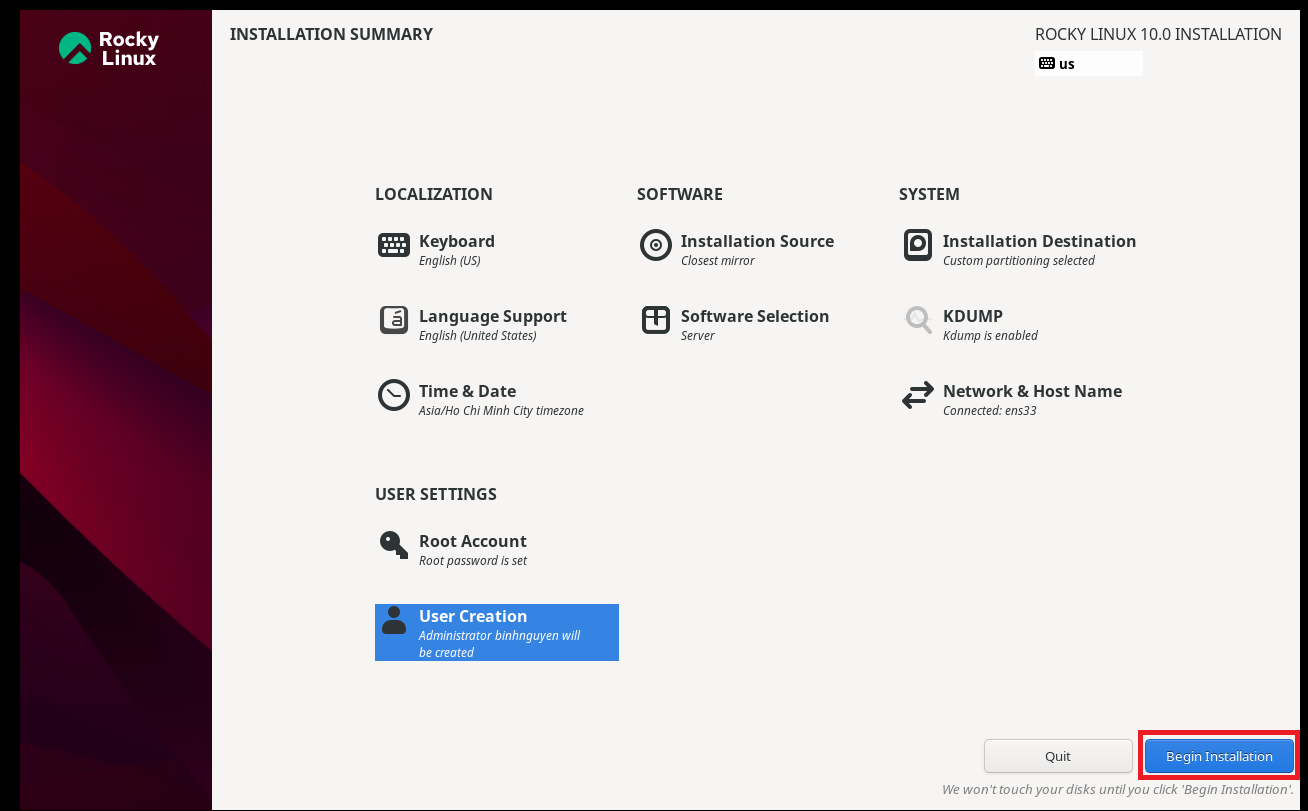 Rocky
Linux
INSTALLATION SUMMARY
ROCKY LINUX 10.0 INSTALLATION
us
LOCALIZATION
Keyboard
English (US)
Language Support
English (United States)
Time & Date
Asia/Ho Chi Minh City timezone
SOFTWARE
Installation Source
Closest mirror
Software Selection
Server
SYSTEM
Installation Destination
Custom partitioning selected
KDUMP
Kdump is enabled
Network & Host Name
Connected: ens33
USER SETTINGS
Root Account
Root password is set
User Creation
Administrator binhnguyen will
be created
Quit
Begin Installation
We won't touch your disks until you click 'Begin Installation'.